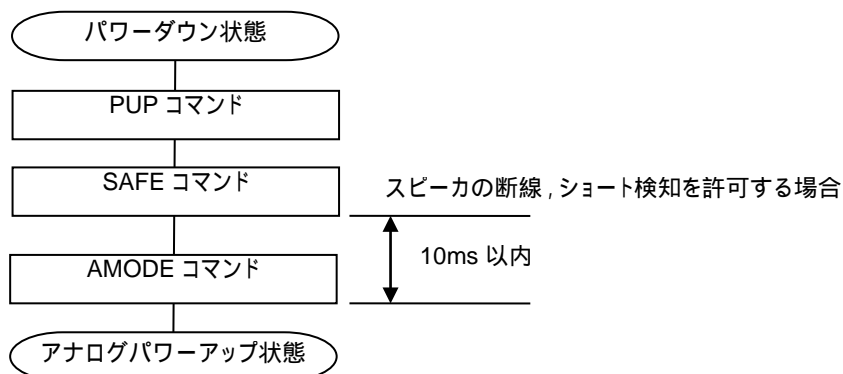 パワーダウン状態
PUP コマンド
SAFE コマンド
スピーカの断線 , ショート検知を許可する場合
10ms 以内
AMODE コマンド
アナログパワーアップ状態